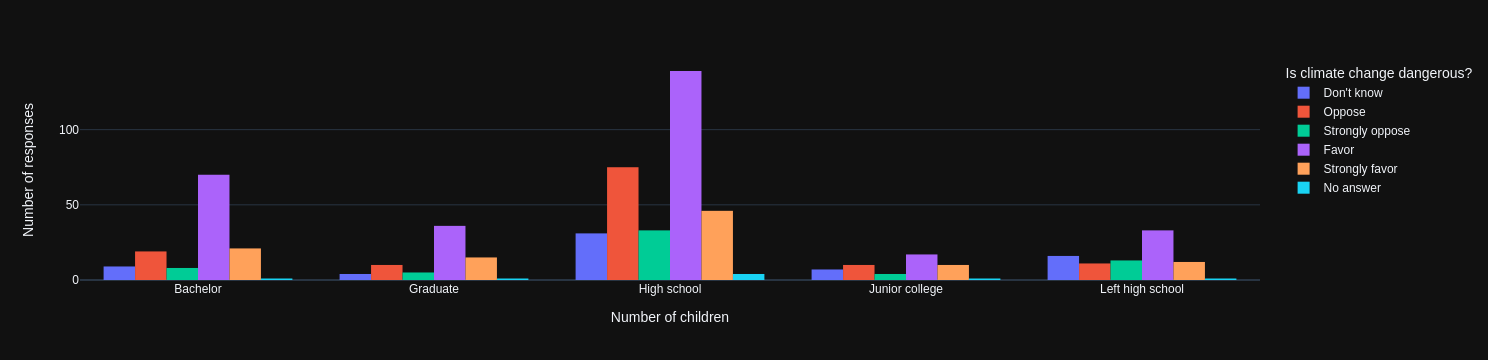 Number of responses
100
50
0
Bachelor
Graduate
High school
Junior college
Left high school
Number of children
Is climate change dangerous?
Don't know
Oppose
Strongly oppose
Favor
Strongly favor
No answer